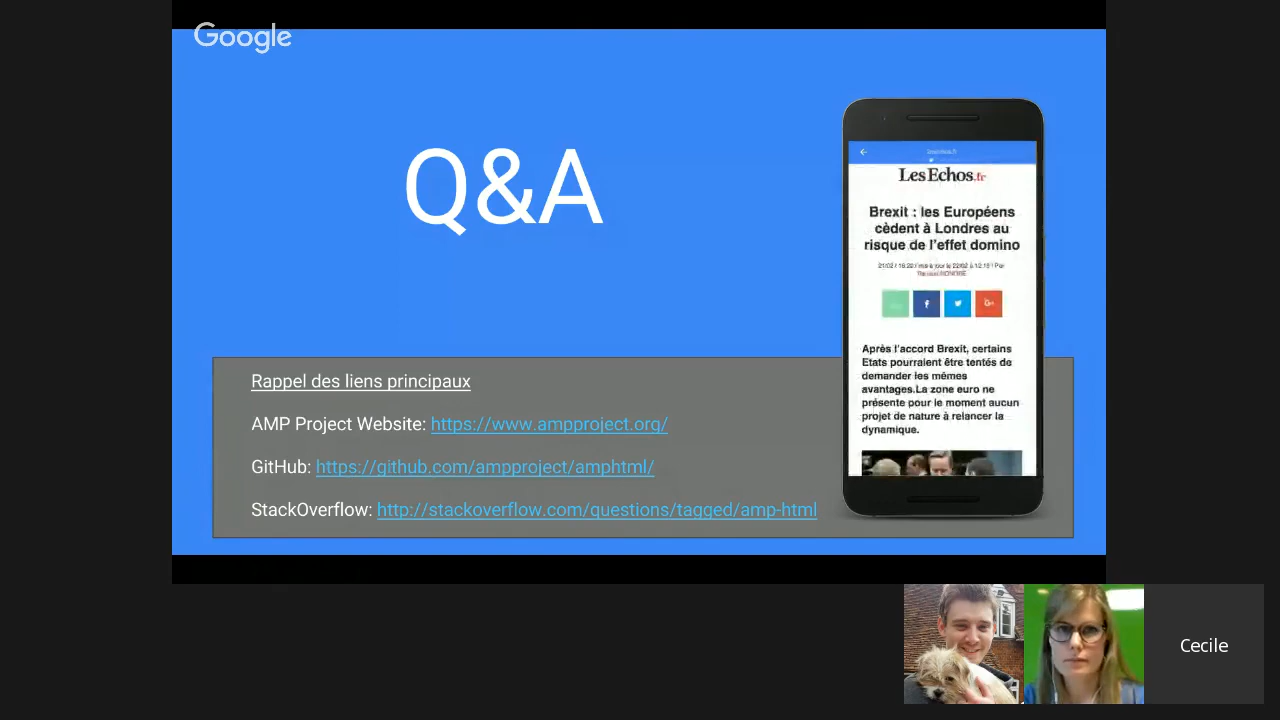 Google
Q&A
LesEchos.fr
Brexit : les Européens
cèdent à Londres au
risque de l'effet domino
Après l'accord Brexit, certains
Etats pourraient être tentés de
demander les mêmes
avantages.La zone euro ne
présente pour le moment aucun
projet de nature à relancer la
dynamique.
Rappel des liens principaux
AMP Project Website: https://www.ampproject.org/
GitHub: https://github.com/ampproject/amphtml/
StackOverflow: http://stackoverflow.com/questions/tagged/amp-html
Cecile